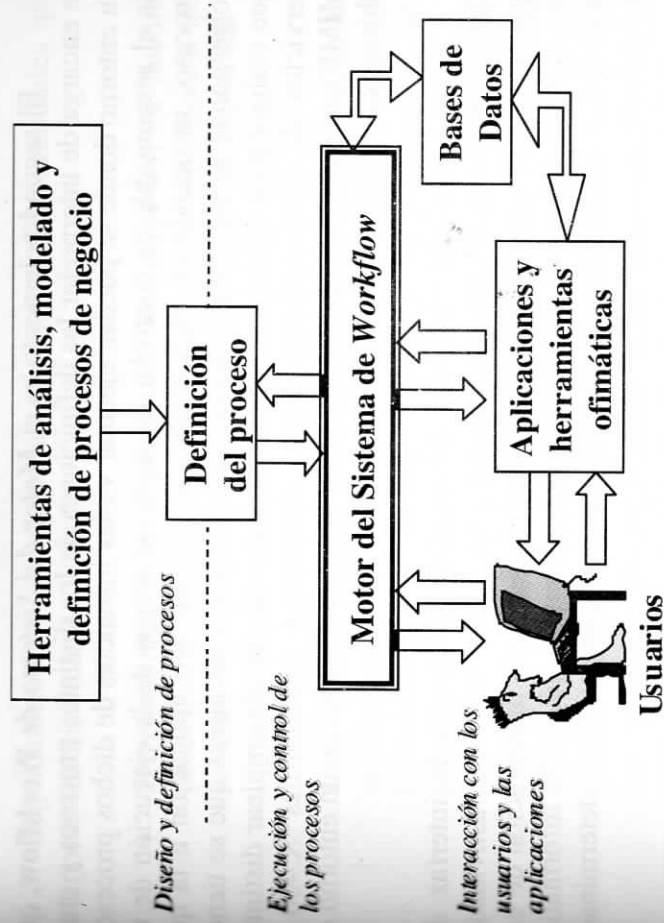 Herramientas de análisis, modelado y
definición de procesos de negocio
Diseño y definición de procesos
Definición
del proceso
Ejecución y control de
los procesos
Motor del Sistema de Workflow
Bases de
Datos
Interacción con los
usuarios y las
aplicaciones
Usuarios
Aplicaciones y
herramientas
ofimáticas